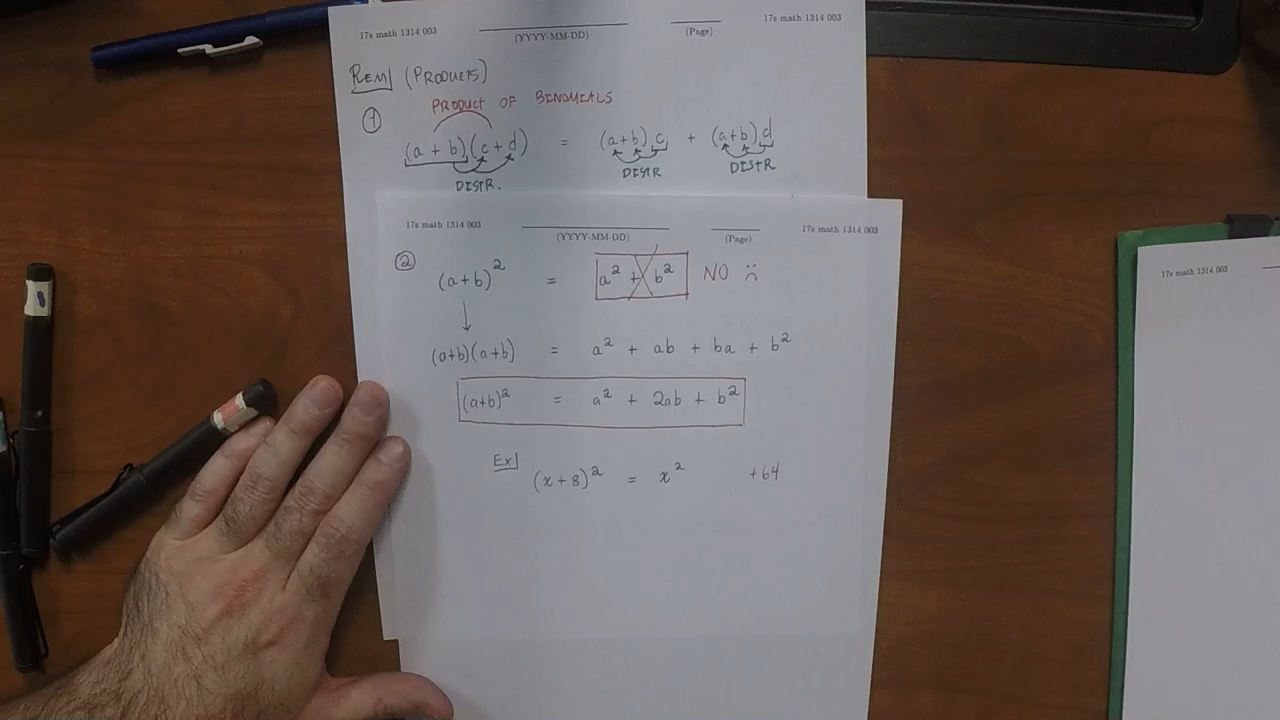 17s math 1314 003 (YYYY-MM-DD) (Page) 17s math 1314 003
REM (PRODUCTS)
PRODUCT OF BINOMIALS
① (a + b)(c + d) = (a+b) c + (a+b) d
DISTR. DISTR DISTR
17s math 1314 003 (YYYY-MM-DD) (Page) 17s math 1314 003
② (a+b)² = a² + b² NO :(
(a+b)(a+b) = a² + ab + ba + b²
(a+b)² = a² + 2ab + b²
Ex (x+8)² = x² +64
17s math 1314 003